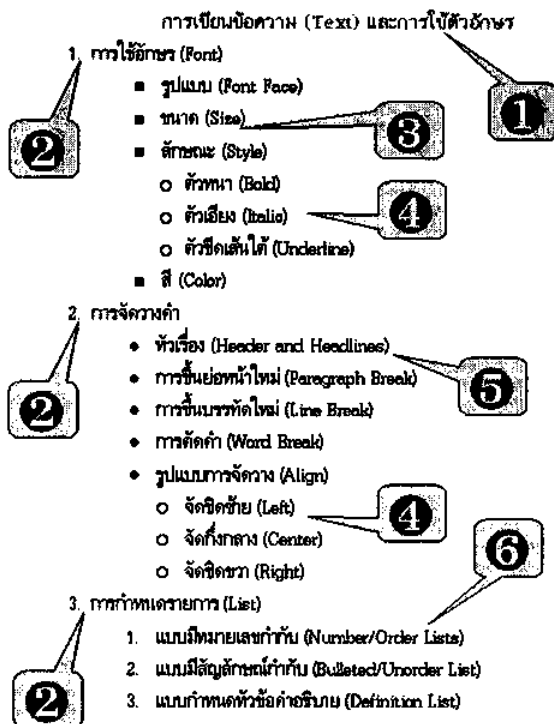 การเขียนข้อความ (Text) และการใช้ตัวอักษร
1. การใช้อักษร (Font)
■ รูปแบบ (Font Face)
■ ขนาด (Size)
■ ลักษณะ (Style)
○ ตัวหนา (Bold)
○ ตัวเอียง (Italic)
○ ตัวขีดเส้นใต้ (Underline)
■ สี (Color)
2. การจัดวางคำ
● หัวเรื่อง (Header and Headlines)
● การขึ้นย่อหน้าใหม่ (Paragraph Break)
● การขึ้นบรรทัดใหม่ (Line Break)
● การตัดคำ (Word Break)
● รูปแบบการจัดวาง (Align)
○ จัดชิดซ้าย (Left)
○ จัดกึ่งกลาง (Center)
○ จัดชิดขวา (Right)
3. การกำหนดรายการ (List)
1. แบบมีหมายเลขกำกับ (Number/Order Lists)
2. แบบมีสัญลักษณ์กำกับ (Bulleted/Unorder List)
3. แบบกำหนดหัวข้อคำอธิบาย (Definition List)
1
2
3
4
2
5
4
6
2